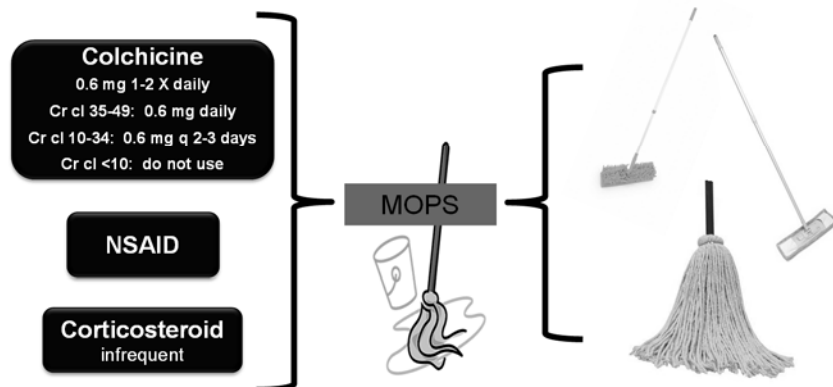 Colchicine
0.6 mg 1-2 X daily
Cr cl 35-49: 0.6 mg daily
Cr cl 10-34: 0.6 mg q 2-3 days
Cr cl <10: do not use
NSAID
Corticosteroid
infrequent
MOPS